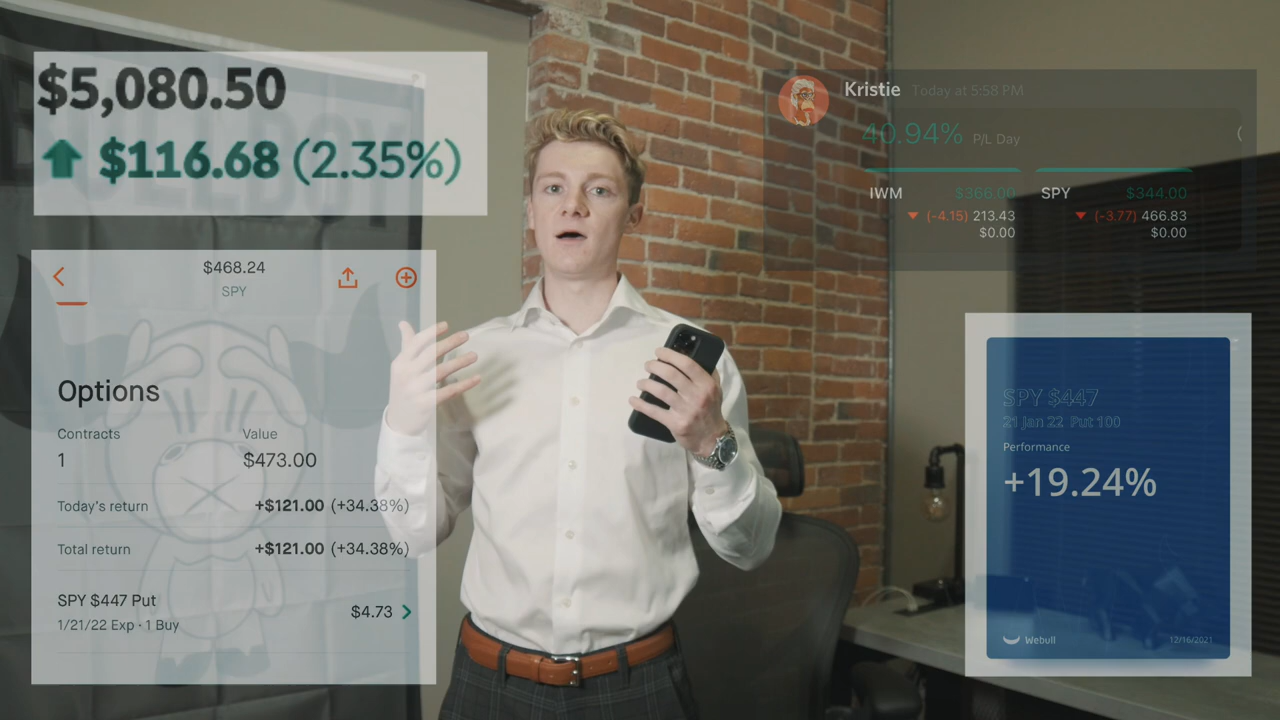 $5,080.50
$116.68 (2.35%)
$468.24
SPY
Options
Contracts Value
1 $473.00
Today's return +$121.00 (+34.38%)
Total return +$121.00 (+34.38%)
SPY $447 Put
$4.73
1/21/22 Exp · 1 Buy
Kristie Today at 5:58 PM
40.94% P/L Day
IWM $366.00 SPY $344.00
(-4.15) 213.43 (-3.77) 466.83
$0.00 $0.00
SPY $447
21 Jan 22 Put 100
Performance
+19.24%
Webull 12/16/2021